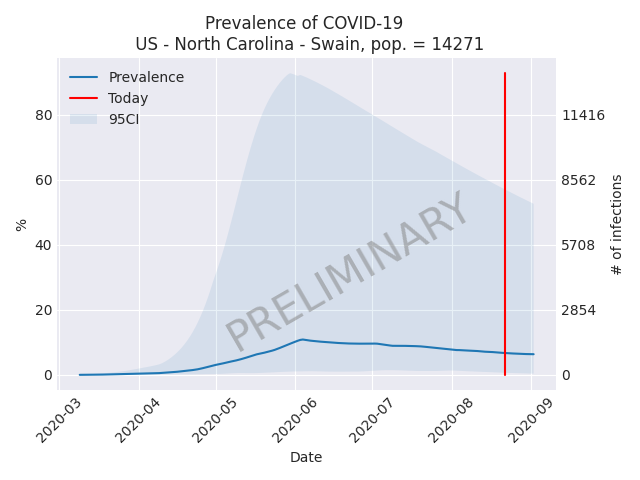 Prevalence of COVID-19
US - North Carolina - Swain, pop. = 14271
Prevalence
Today
95CI
80
60
40
20
0
%
11416
8562
5708
2854
0
# of infections
PRELIMINARY
2020-03
2020-04
2020-05
2020-06
2020-07
2020-08
2020-09
Date